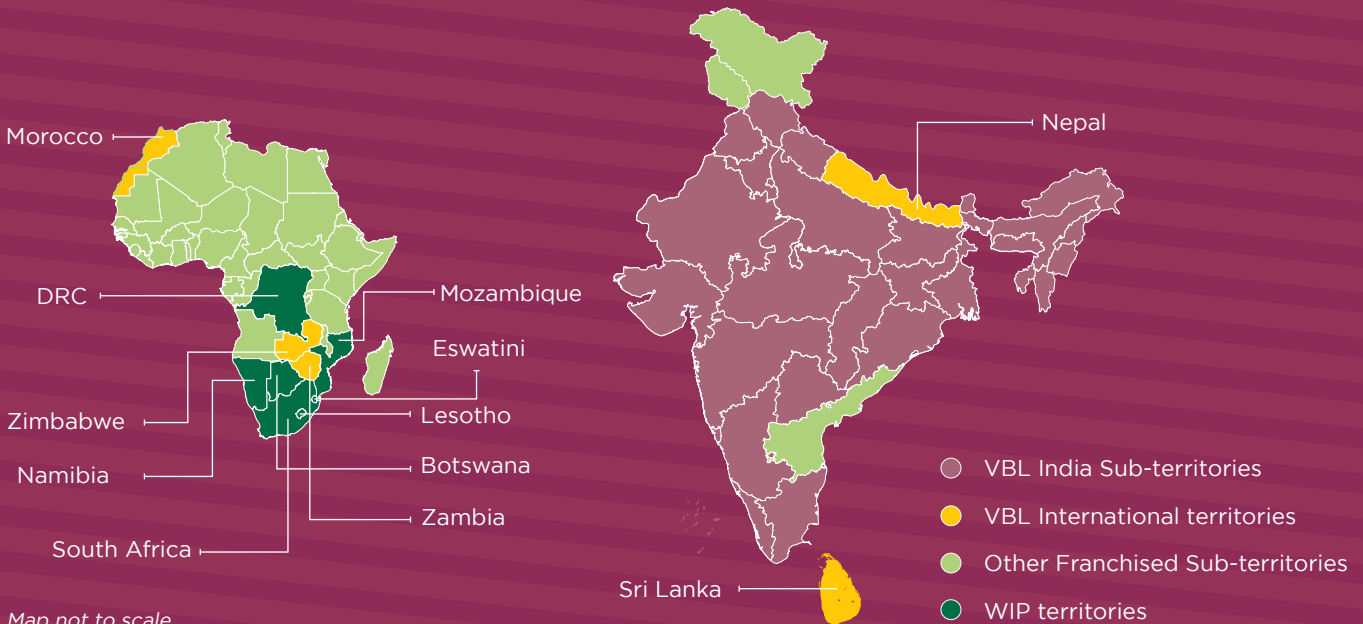 Morocco
DRC
Mozambique
Eswatini
Zimbabwe
Lesotho
Namibia
Botswana
Zambia
South Africa
Map not to scale
Nepal
Sri Lanka
VBL India Sub-territories
VBL International territories
Other Franchised Sub-territories
WIP territories